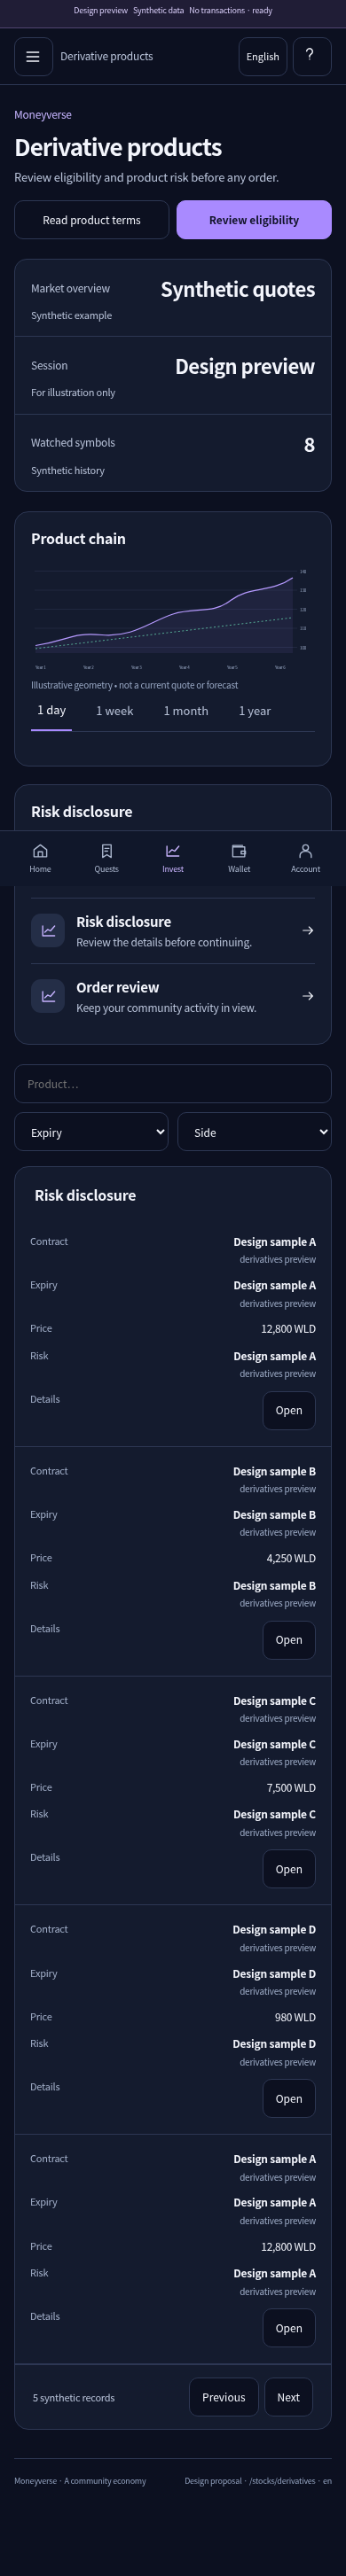 Design preview Synthetic data No transactions · ready
Derivative products
English
?
Moneyverse
Derivative products
Review eligibility and product risk before any order.
Read product terms
Review eligibility
Market overview
Synthetic quotes
Synthetic example
Session
Design preview
For illustration only
Watched symbols
8
Synthetic history
Product chain
Illustrative geometry • not a current quote or forecast
1 day
1 week
1 month
1 year
Risk disclosure
Home
Quests
Invest
Wallet
Account
Risk disclosure
Review the details before continuing.
Order review
Keep your community activity in view.
Product…
Expiry
Side
Risk disclosure
Contract
Design sample A
derivatives preview
Expiry
Design sample A
derivatives preview
Price
12,800 WLD
Risk
Design sample A
derivatives preview
Details
Open
Contract
Design sample B
derivatives preview
Expiry
Design sample B
derivatives preview
Price
4,250 WLD
Risk
Design sample B
derivatives preview
Details
Open
Contract
Design sample C
derivatives preview
Expiry
Design sample C
derivatives preview
Price
7,500 WLD
Risk
Design sample C
derivatives preview
Details
Open
Contract
Design sample D
derivatives preview
Expiry
Design sample D
derivatives preview
Price
980 WLD
Risk
Design sample D
derivatives preview
Details
Open
Contract
Design sample A
derivatives preview
Expiry
Design sample A
derivatives preview
Price
12,800 WLD
Risk
Design sample A
derivatives preview
Details
Open
5 synthetic records
Previous
Next
Moneyverse · A community economy
Design proposal · /stocks/derivatives · en